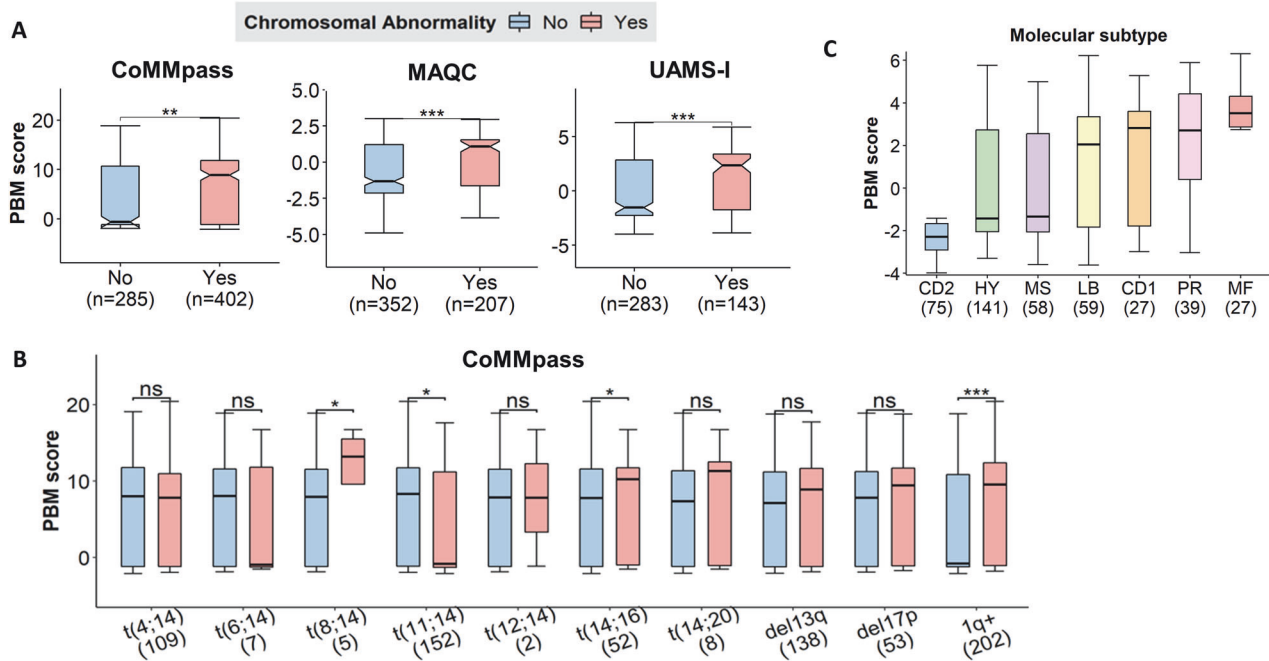 Chromosomal Abnormality No Yes
A
CoMMpass
MAQC
UAMS-I
PBM score
20
10
0
**
No
(n=285)
Yes
(n=402)
5.0
2.5
0.0
-2.5
-5.0
***
No
(n=352)
Yes
(n=207)
5
0
-5
***
No
(n=283)
Yes
(n=143)
C
Molecular subtype
PBM score
6
4
2
0
-2
-4
CD2 HY MS LB CD1 PR MF
(75) (141) (58) (59) (27) (39) (27)
B
CoMMpass
PBM score
20
10
0
ns ns * * ns * ns ns ns ***
t(4;14)
(109)
t(6;14)
(7)
t(8;14)
(5)
t(11;14)
(152)
t(12;14)
(2)
t(14;16)
(52)
t(14;20)
(8)
del13q
(138)
del17p
(53)
1q+
(202)